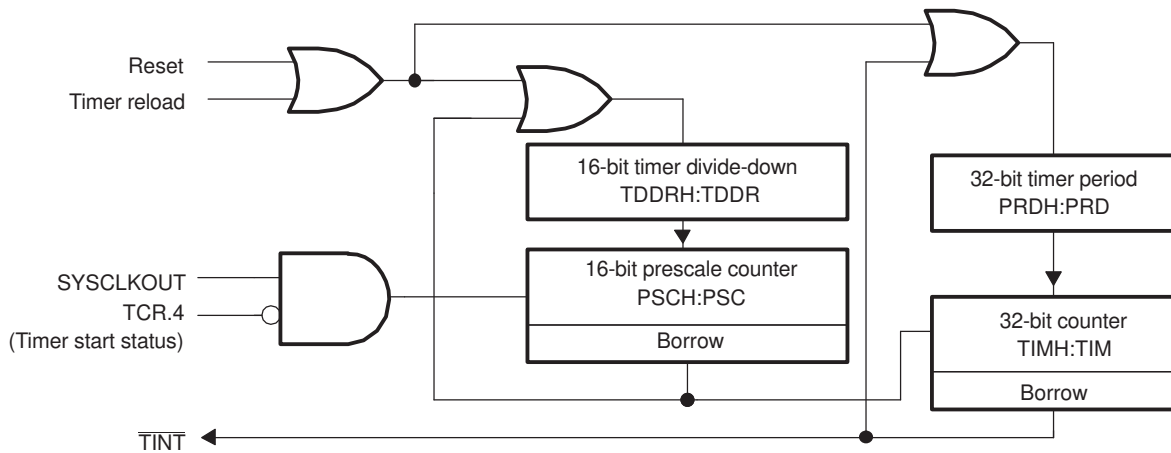 Reset
Timer reload
16-bit timer divide-down
TDDRH:TDDR
32-bit timer period
PRDH:PRD
SYSCLKOUT
TCR.4
(Timer start status)
16-bit prescale counter
PSCH:PSC
Borrow
32-bit counter
TIMH:TIM
Borrow
TINT